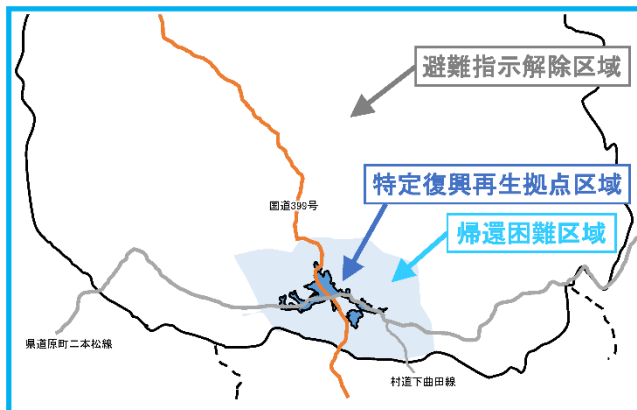 避難指示解除区域
特定復興再生拠点区域
国道399号
帰還困難区域
県道原町二本松線
村道下曲田線